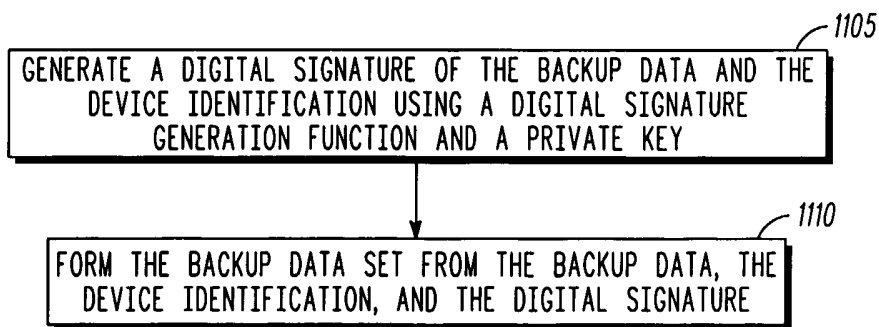 1105
GENERATE A DIGITAL SIGNATURE OF THE BACKUP DATA AND THE
DEVICE IDENTIFICATION USING A DIGITAL SIGNATURE
GENERATION FUNCTION AND A PRIVATE KEY
1110
FORM THE BACKUP DATA SET FROM THE BACKUP DATA, THE
DEVICE IDENTIFICATION, AND THE DIGITAL SIGNATURE